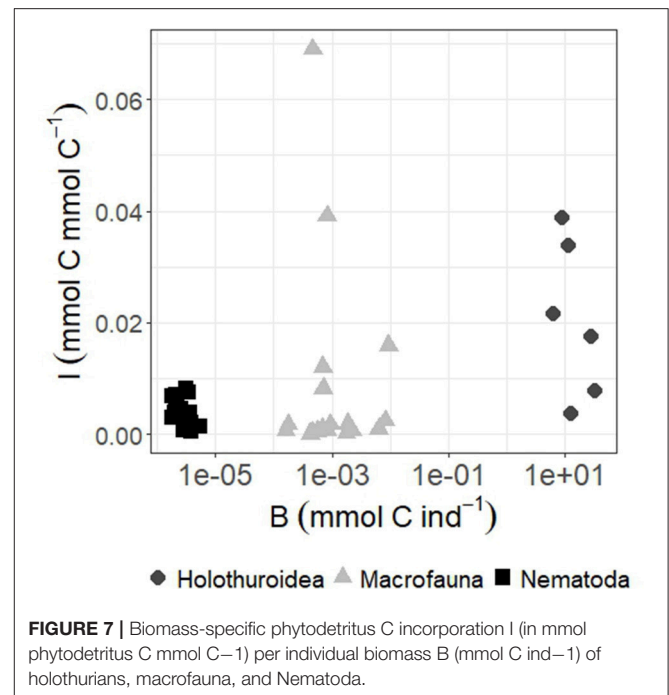 0.06
0.04
0.02
0.00
I (mmol C mmol C⁻¹)
1e-05 1e-03 1e-01 1e+01
B (mmol C ind⁻¹)
Holothuroidea Macrofauna Nematoda
FIGURE 7 | Biomass-specific phytodetritus C incorporation I (in mmol
phytodetritus C mmol C−1) per individual biomass B (mmol C ind−1) of
holothurians, macrofauna, and Nematoda.